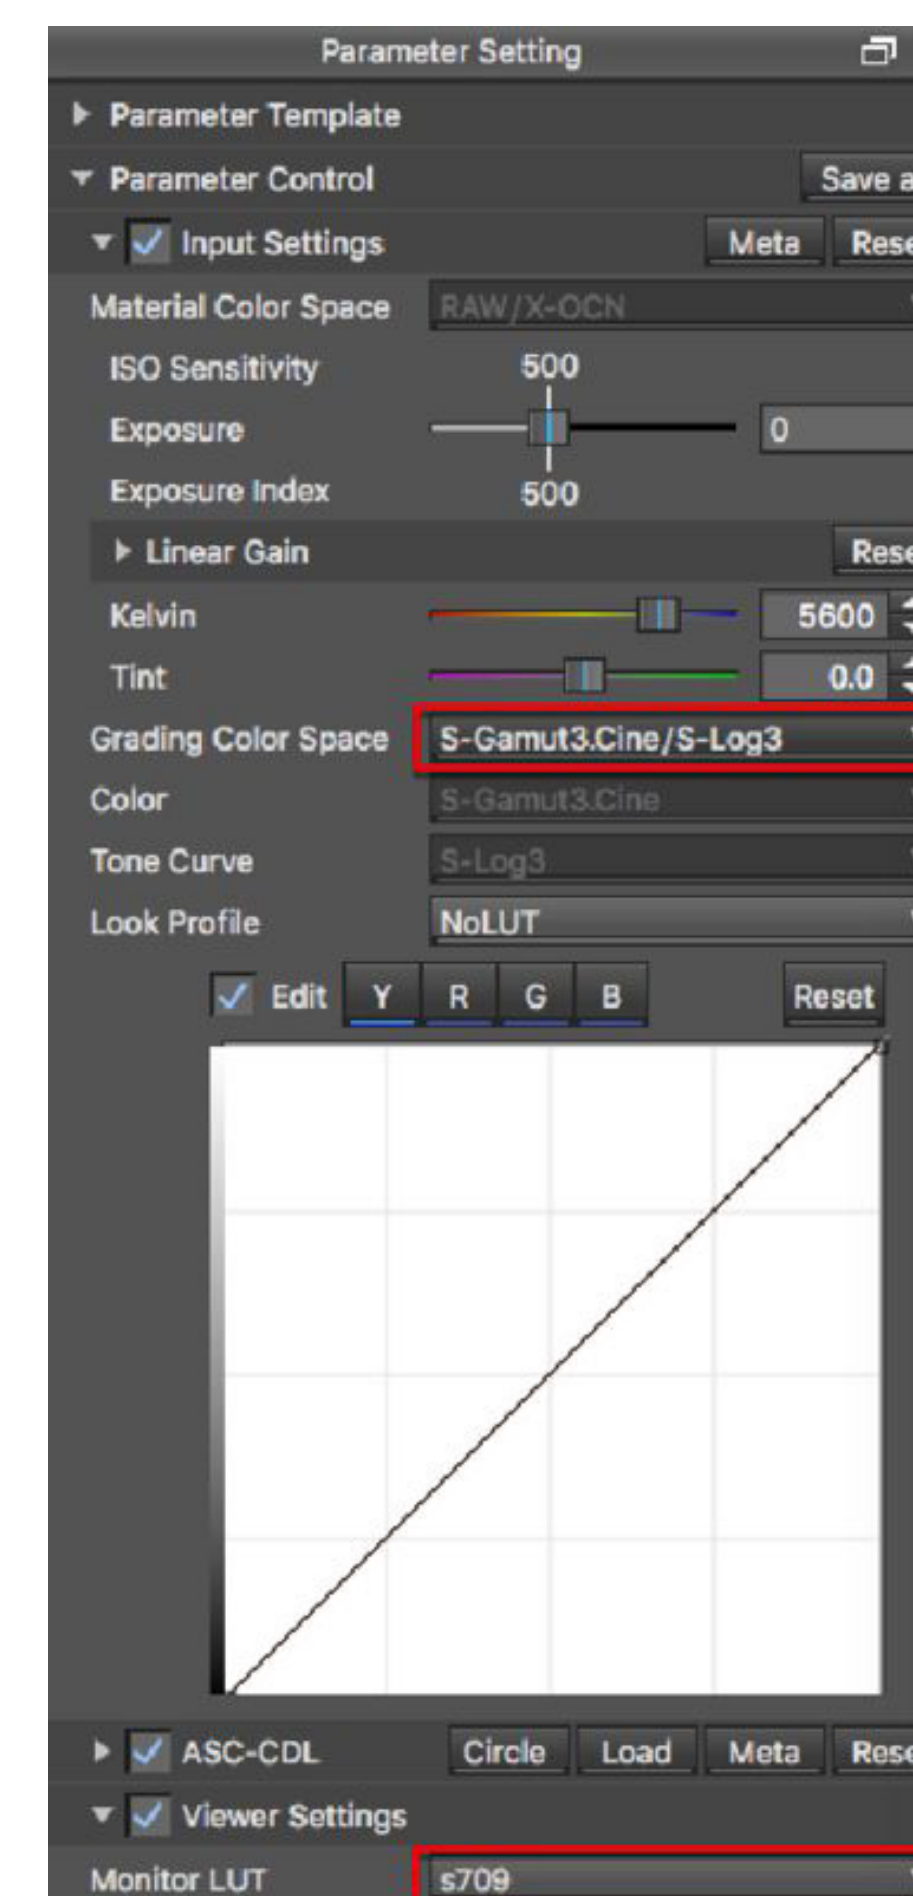 Parameter Setting
Parameter Template
Parameter Control Save a
Input Settings Meta Rese
Material Color Space RAW/X-OCN
ISO Sensitivity 500
Exposure 0
Exposure Index 500
Linear Gain Rese
Kelvin 5600
Tint 0.0
Grading Color Space S-Gamut3.Cine/S-Log3
Color S-Gamut3.Cine
Tone Curve S-Log3
Look Profile NoLUT
Edit Y R G B Reset
ASC-CDL Circle Load Meta Rese
Viewer Settings
Monitor LUT s709